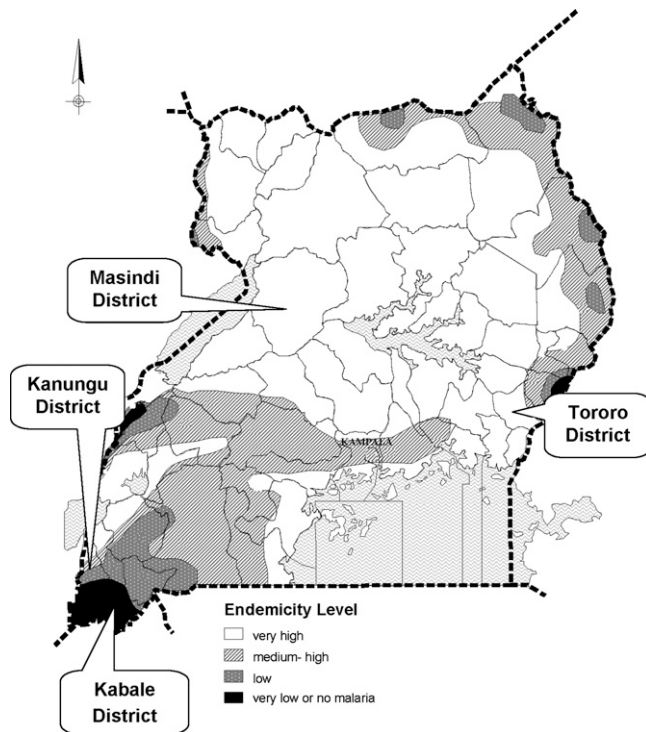 Masindi
District
Kanungu
District
KAMPALA
Tororo
District
Endemicity Level
very high
medium- high
low
very low or no malaria
Kabale
District